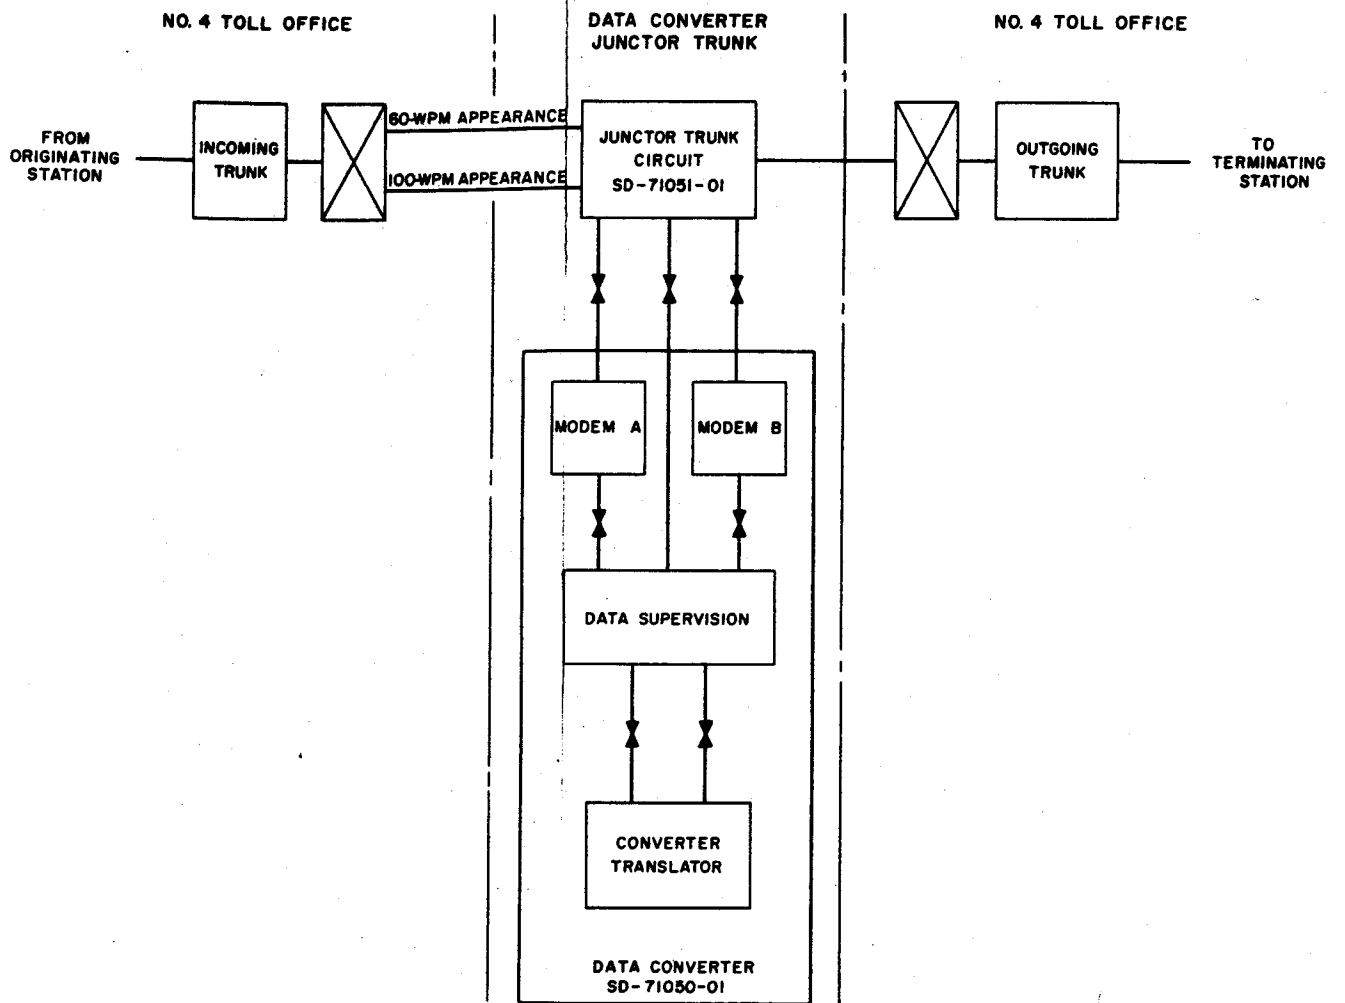 NO. 4 TOLL OFFICE
DATA CONVERTER
JUNCTOR TRUNK
NO. 4 TOLL OFFICE
FROM
ORIGINATING
STATION
INCOMING
TRUNK
60-WPM APPEARANCE
100-WPM APPEARANCE
JUNCTOR TRUNK
CIRCUIT
SD-71051-01
OUTGOING
TRUNK
TO
TERMINATING
STATION
MODEM A
MODEM B
DATA SUPERVISION
CONVERTER
TRANSLATOR
DATA CONVERTER
SD-71050-01